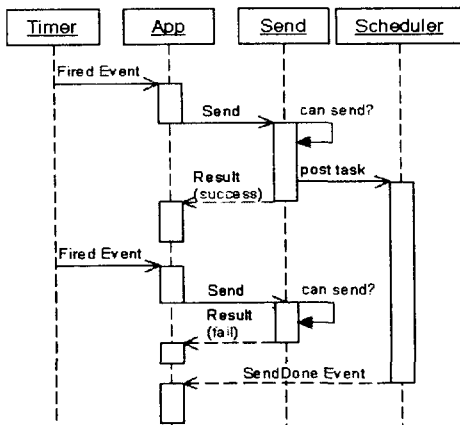 Timer App Send Scheduler
Fired Event
Send can send?
Result
(success)
post task
Fired Event
Send can send?
Result
(fail)
SendDone Event